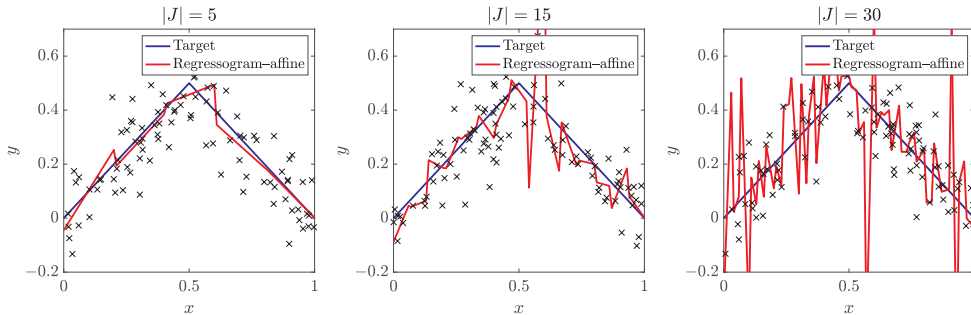 |J| = 5
0.6
0.4
0.2
0
−0.2
y
Target
Regressogram–affine
0
0.5
1
x
|J| = 15
0.6
0.4
0.2
0
−0.2
y
Target
Regressogram–affine
0
0.5
1
x
|J| = 30
0.6
0.4
0.2
0
−0.2
y
Target
Regressogram–affine
0
0.5
x